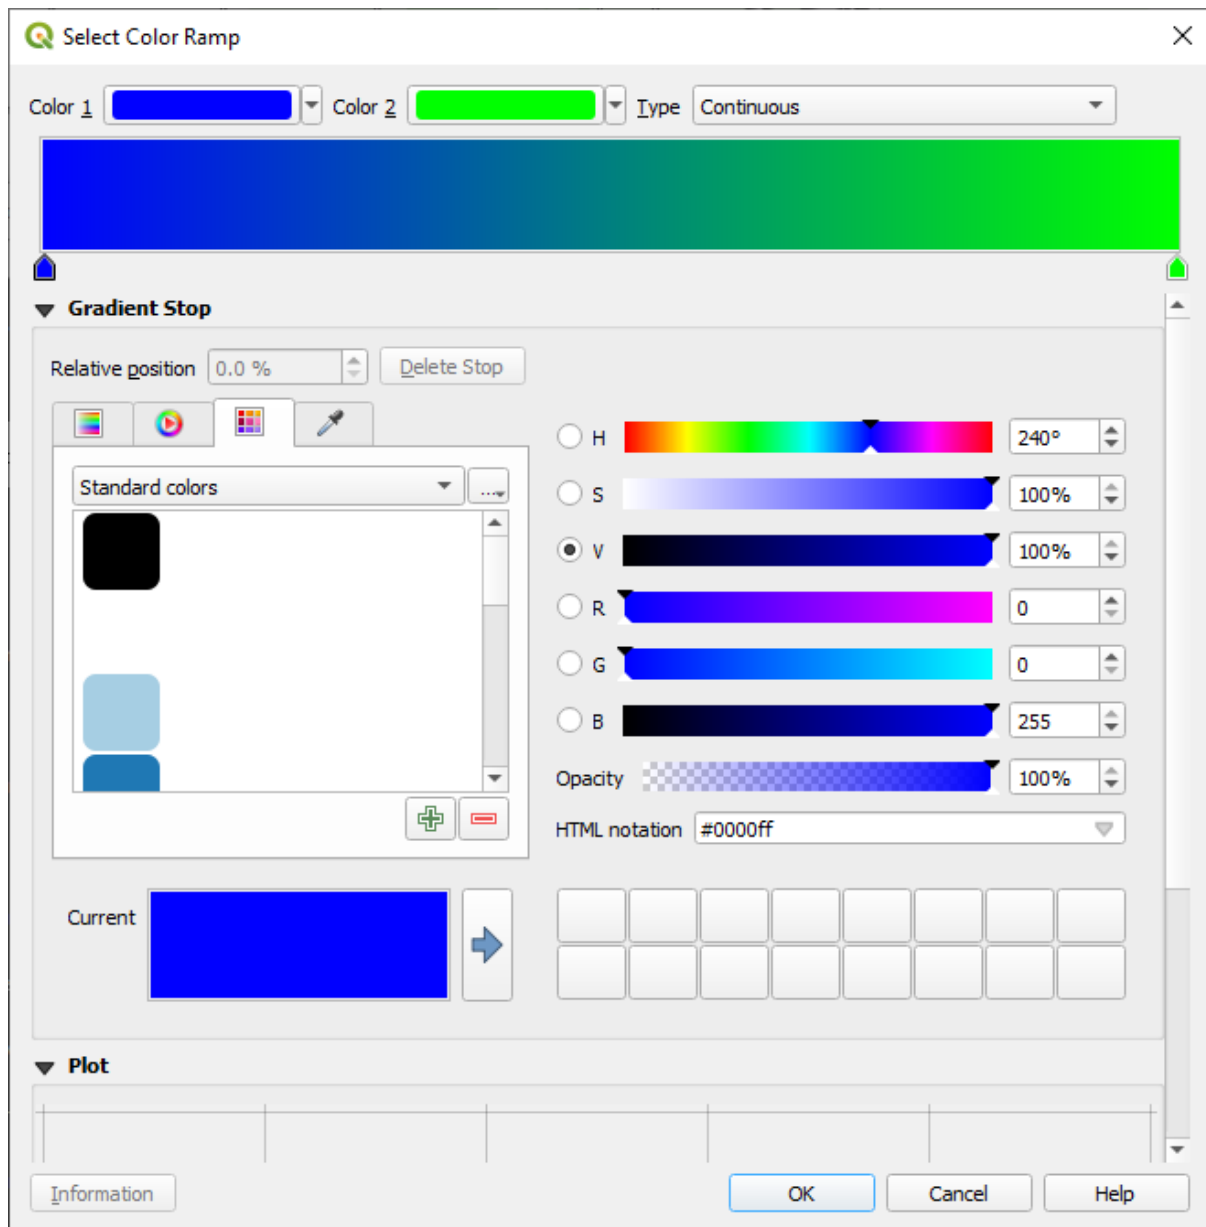 Select Color Ramp
Color 1 Color 2 Type Continuous
Gradient Stop
Relative position 0.0 % Delete Stop
H 240°
Standard colors ...
S 100%
V 100%
R 0
G 0
B 255
Opacity 100%
HTML notation #0000ff
Current
Plot
Information OK Cancel Help